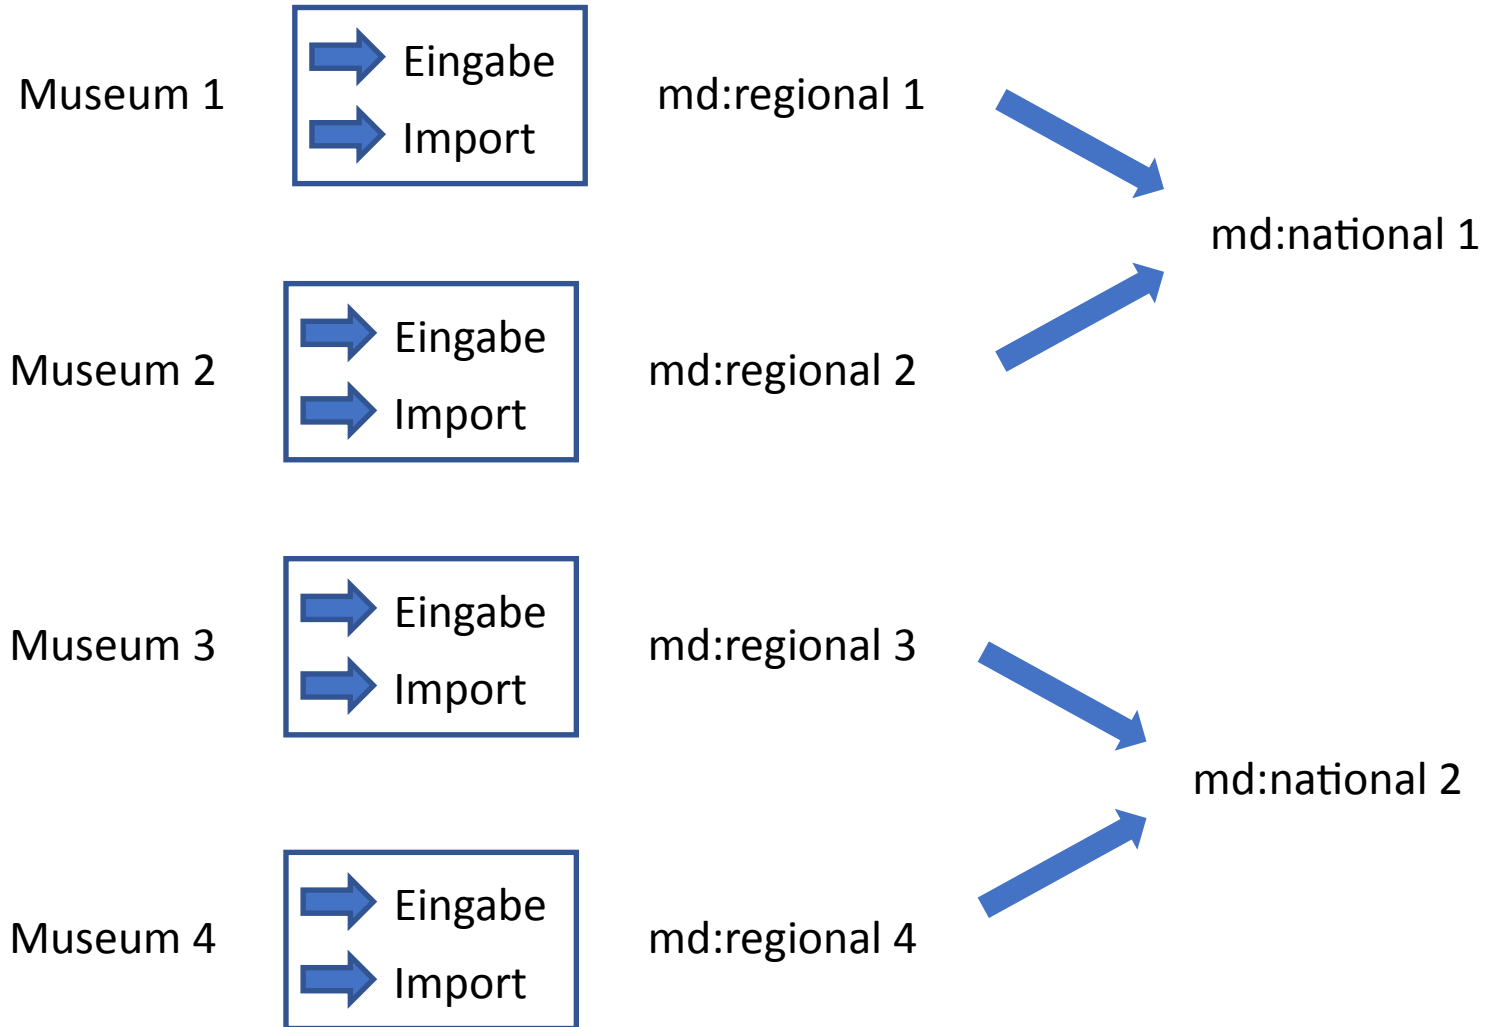 Museum 1
Eingabe
Import
md:regional 1
md:national 1
Museum 2
Eingabe
Import
md:regional 2
Museum 3
Eingabe
Import
md:regional 3
md:national 2
Museum 4
Eingabe
Import
md:regional 4